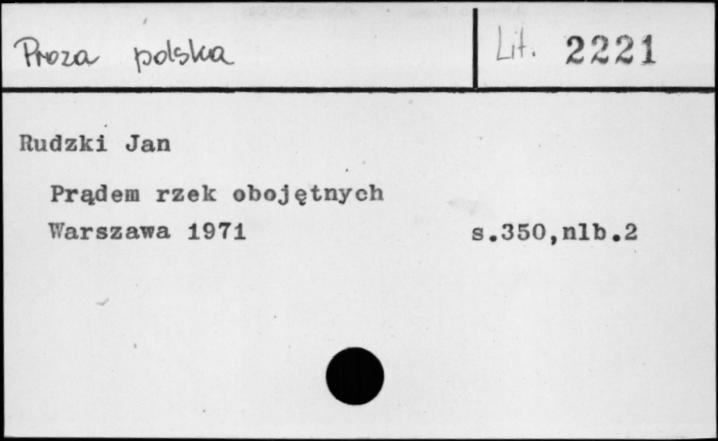 Proza polska
Lit. 2221
Rudzki Jan
Prądem rzek obojętnych
Warszawa 1971 s.350,nlb.2